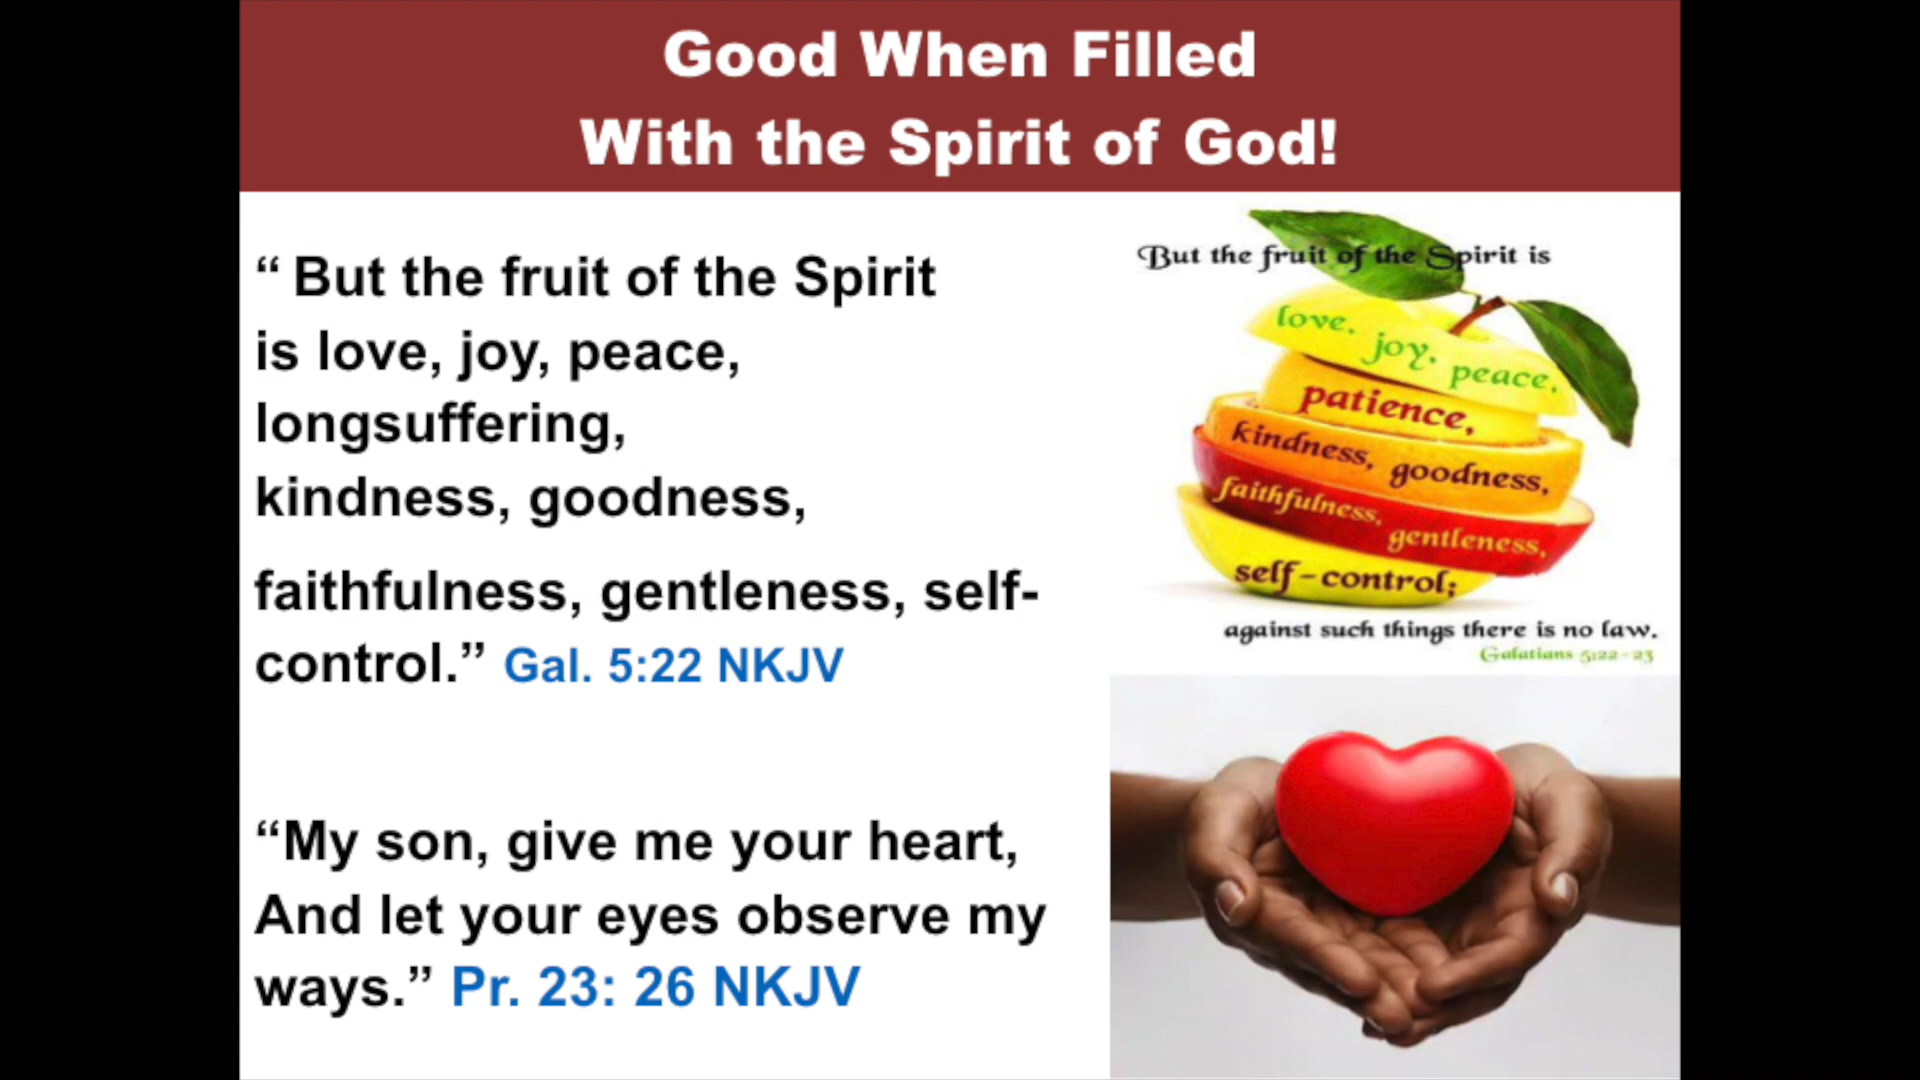 Good When Filled
With the Spirit of God!
“ But the fruit of the Spirit
is love, joy, peace,
longsuffering,
kindness, goodness,
faithfulness, gentleness, self-
control.” Gal. 5:22 NKJV
“My son, give me your heart,
And let your eyes observe my
ways.” Pr. 23: 26 NKJV
But the fruit of the Spirit is
love, joy, peace,
patience,
kindness, goodness,
faithfulness, gentleness,
self-control;
against such things there is no law.
Galatians 5:22-23